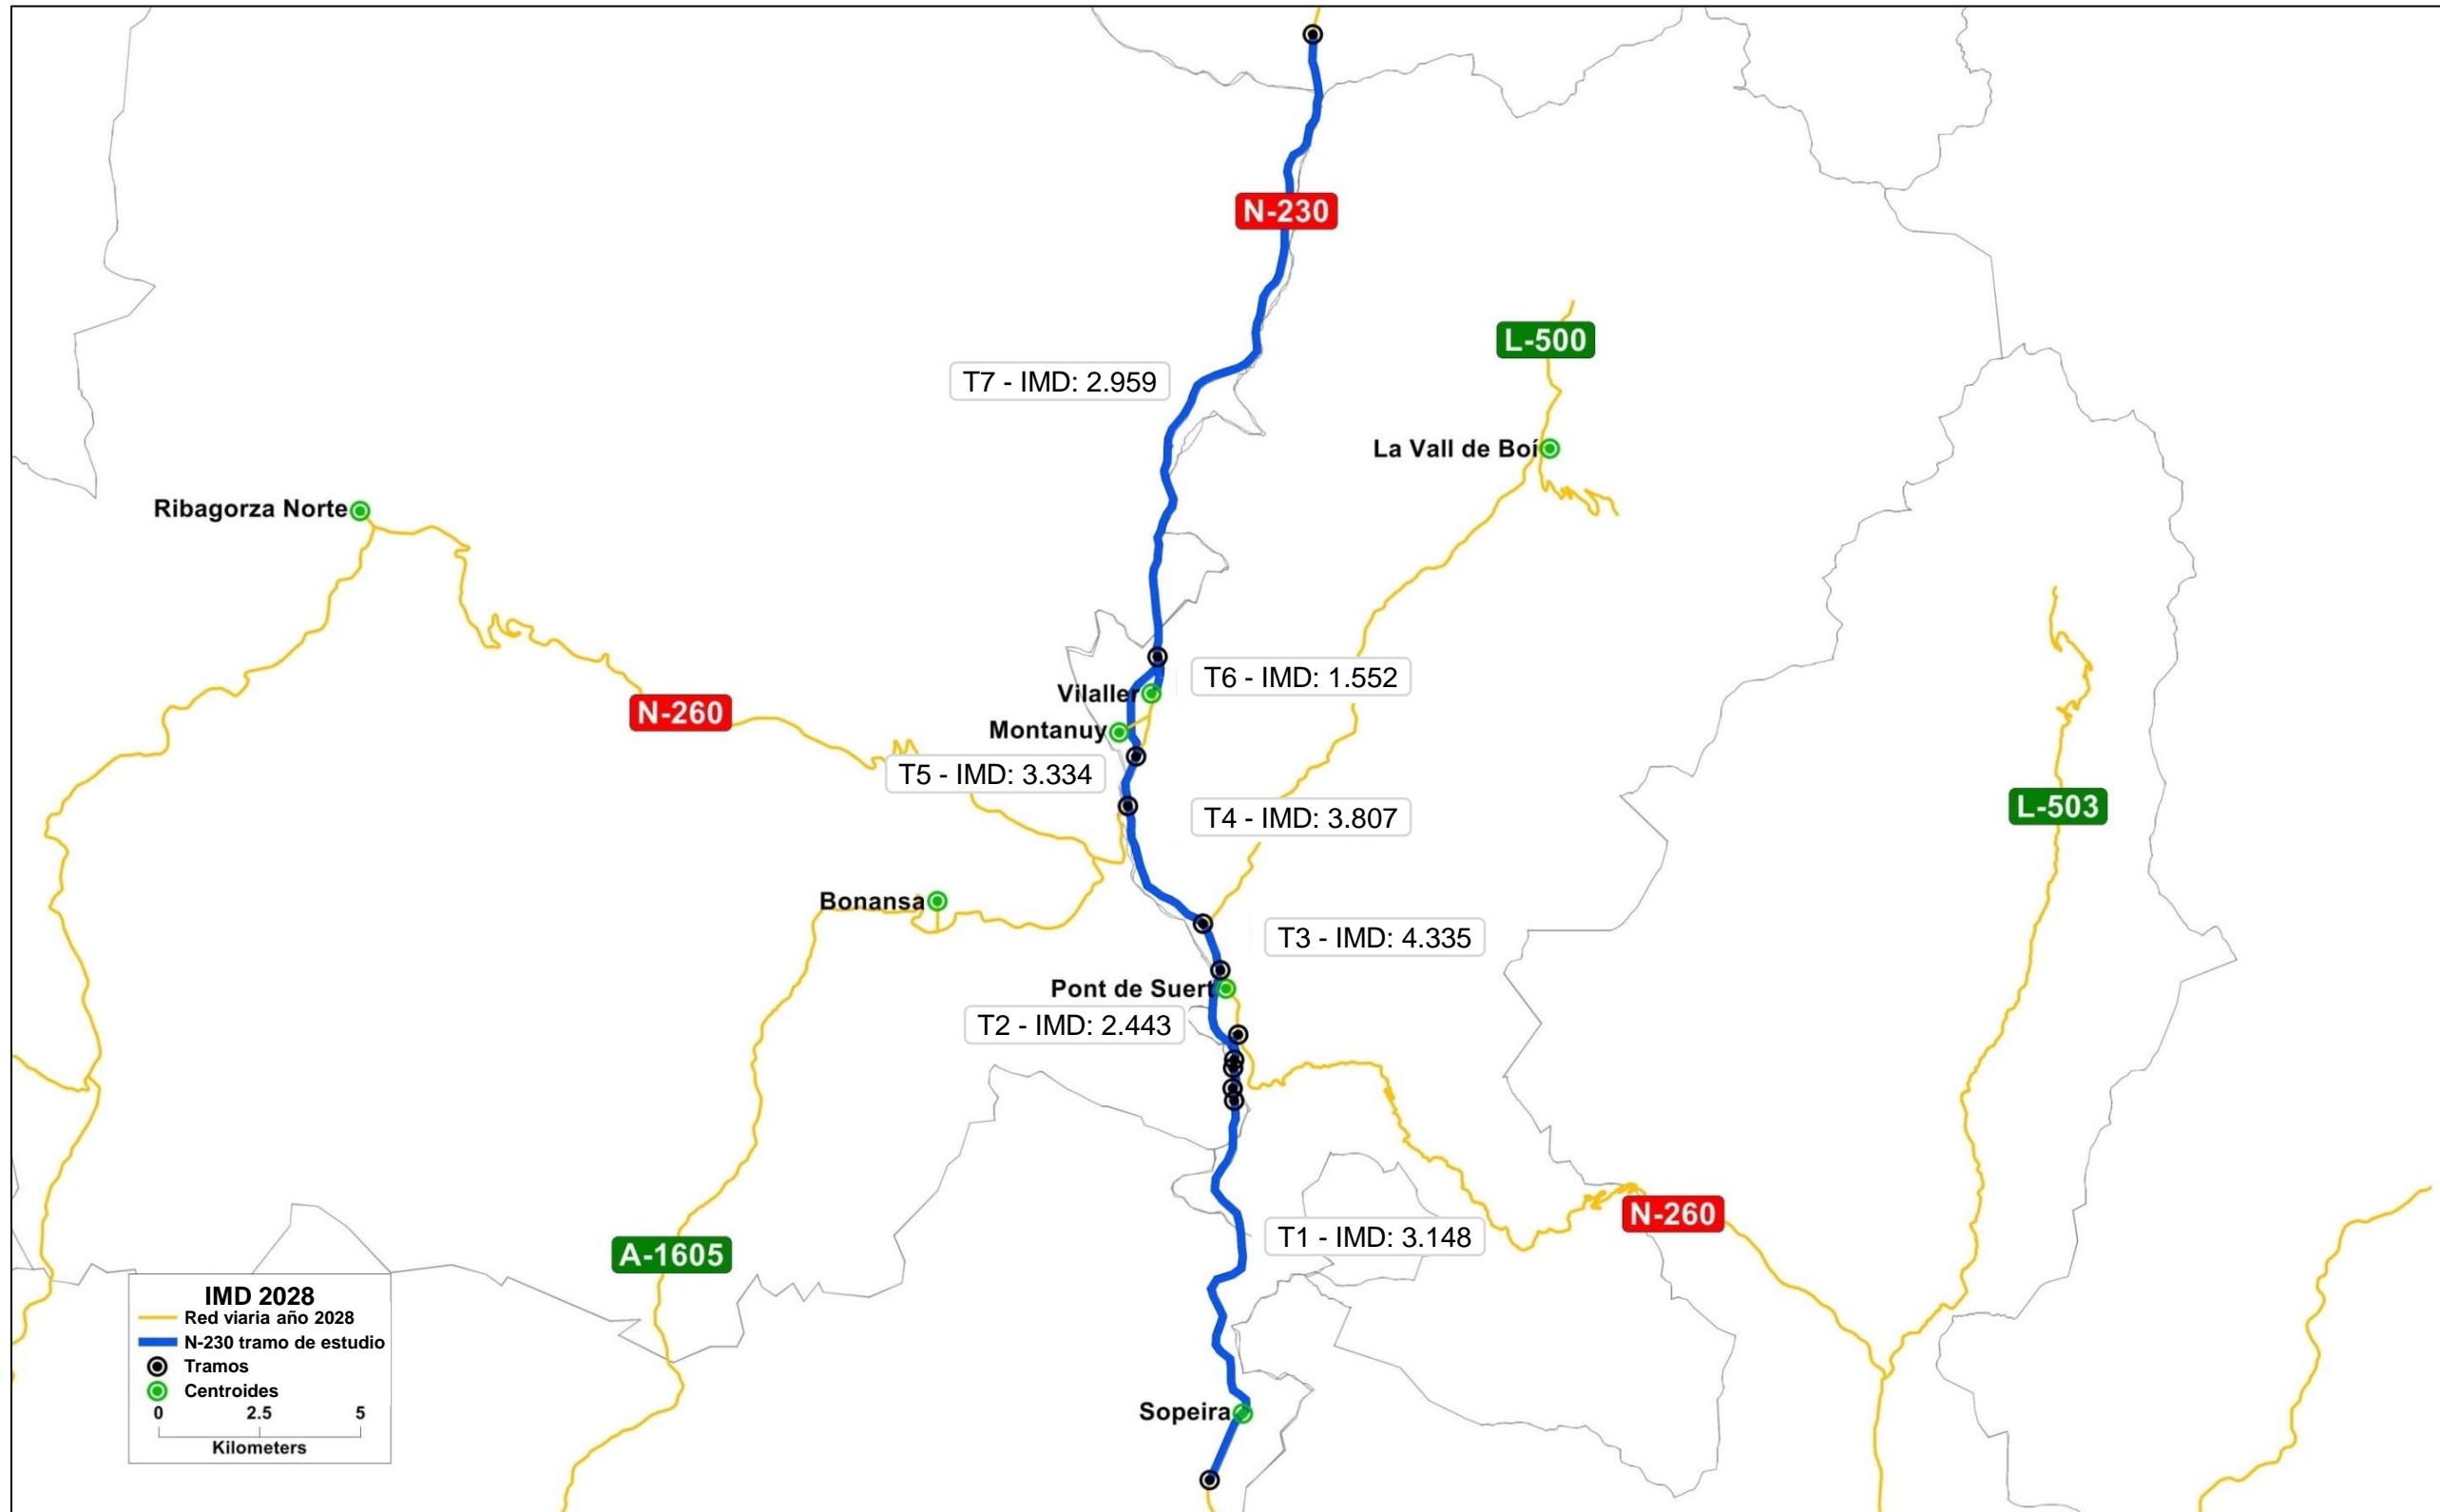 N-230
L-500
T7 - IMD: 2.959
La Vall de Boí
Ribagorza Norte
T6 - IMD: 1.552
Vilaller
N-260
Montanuy
T5 - IMD: 3.334
L-503
T4 - IMD: 3.807
Bonansa
T3 - IMD: 4.335
Pont de Suert
T2 - IMD: 2.443
N-260
T1 - IMD: 3.148
A-1605
IMD 2028
Red viaria año 2028
N-230 tramo de estudio
Tramos
Centroides
0 2.5 5
Kilometers
Sopeira